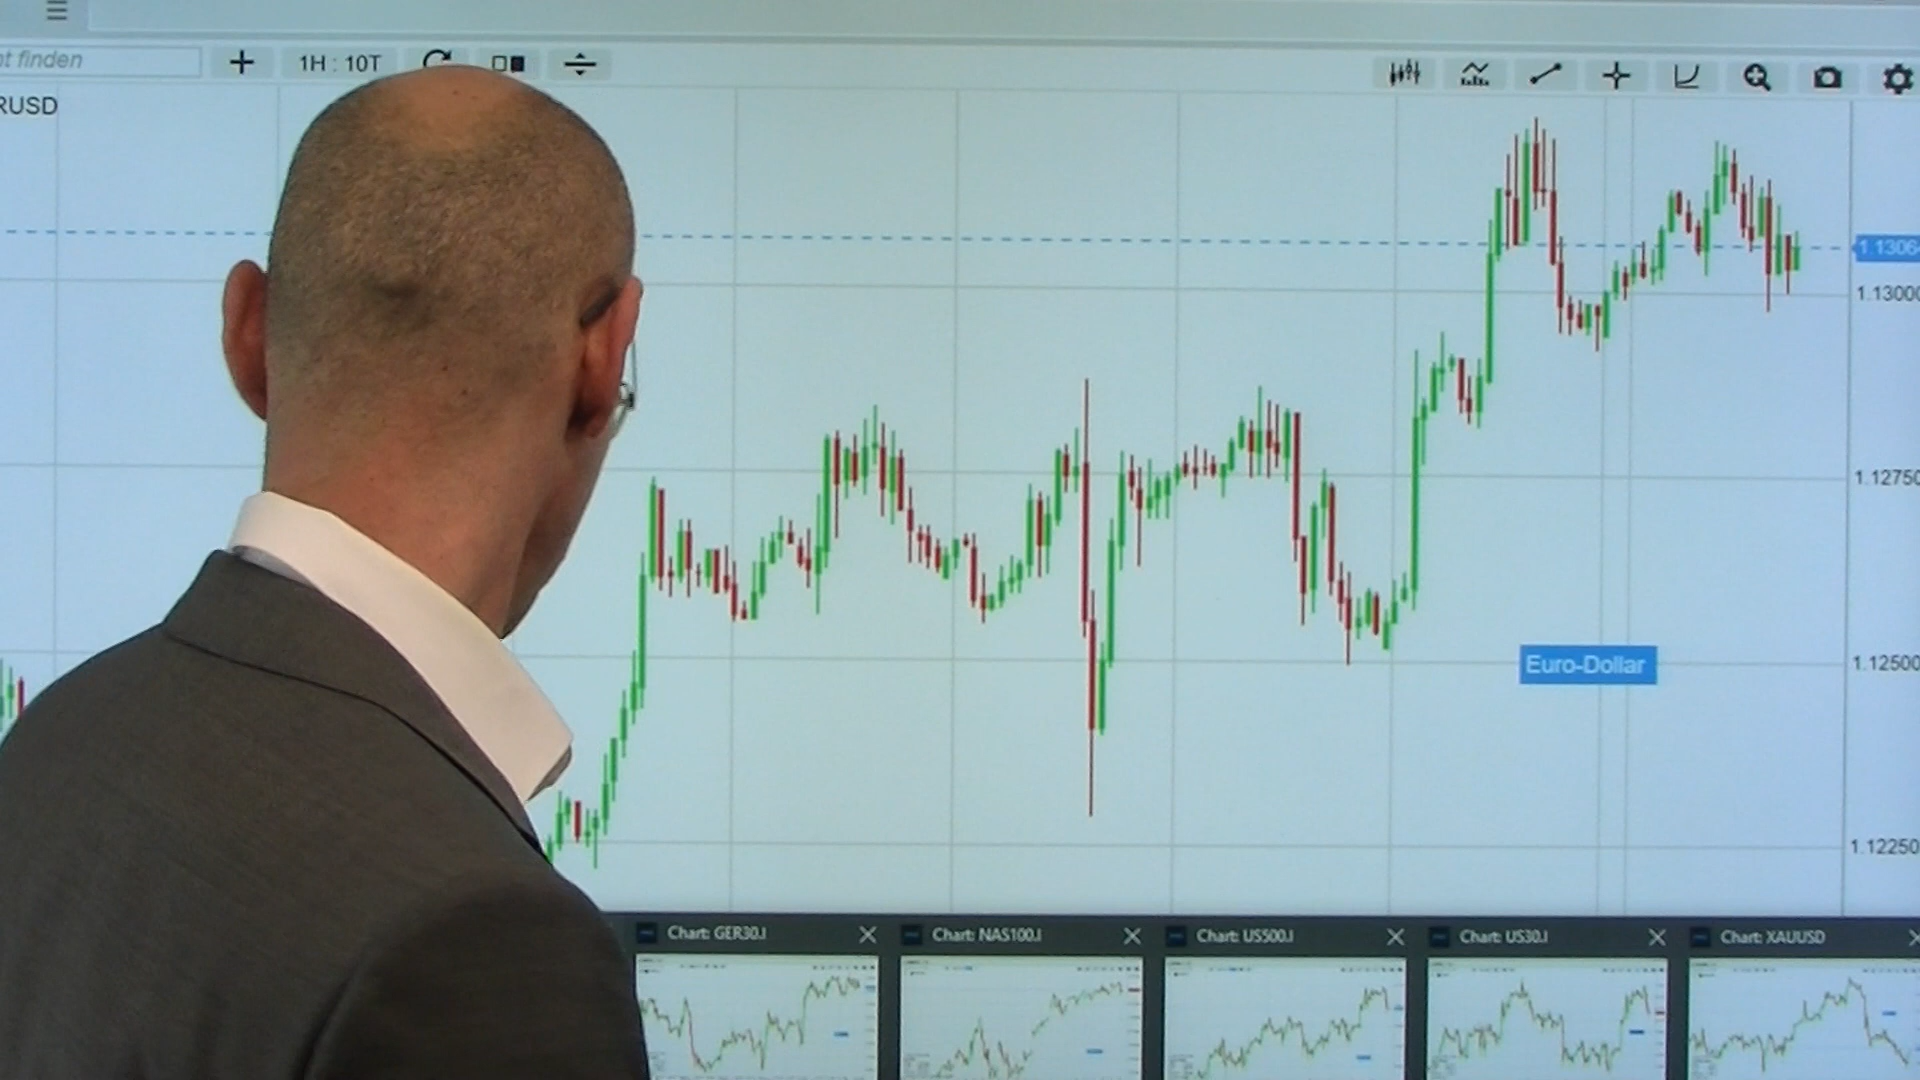 t finden
1H : 10T
RUSD
1.1306
1.13000
1.12750
Euro-Dollar
1.12500
1.12250
Chart: GER30.I
Chart: NAS100.I
Chart: US500.I
Chart: US30.I
Chart: XAUUSD